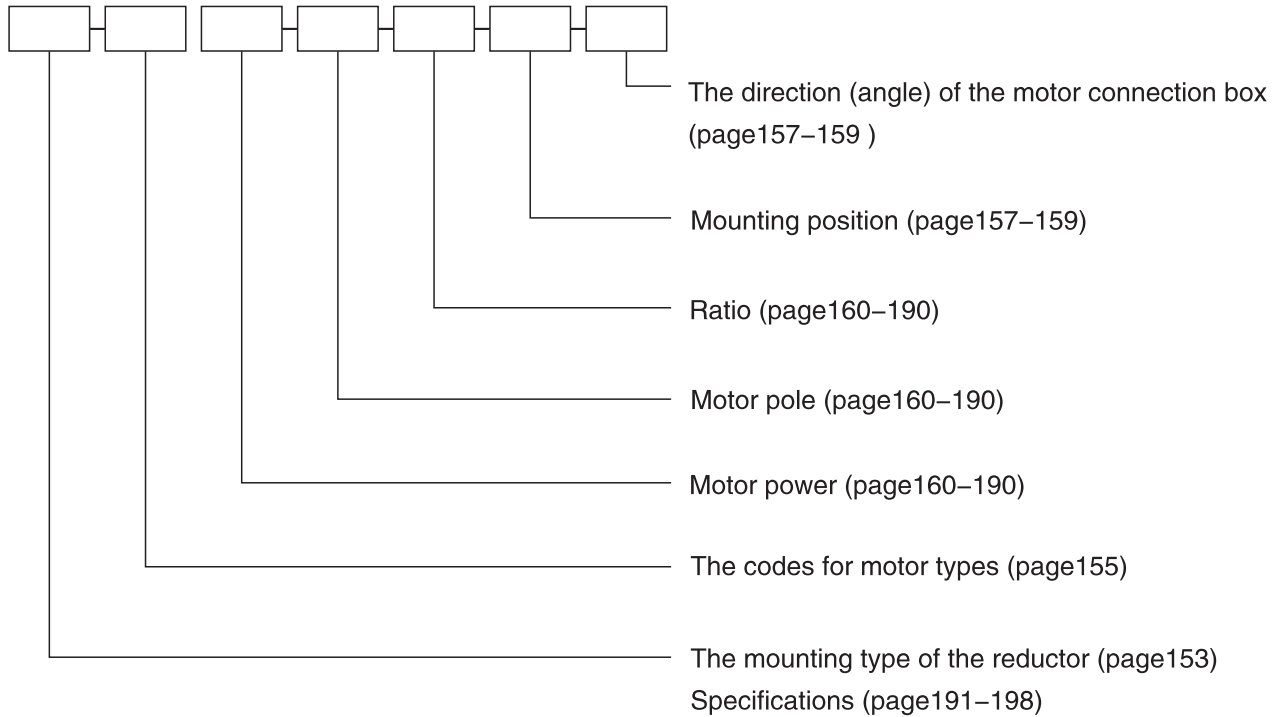 The direction (angle) of the motor connection box
(page157–159 )
Mounting position (page157–159)
Ratio (page160–190)
Motor pole (page160–190)
Motor power (page160–190)
The codes for motor types (page155)
The mounting type of the reductor (page153)
Specifications (page191–198)